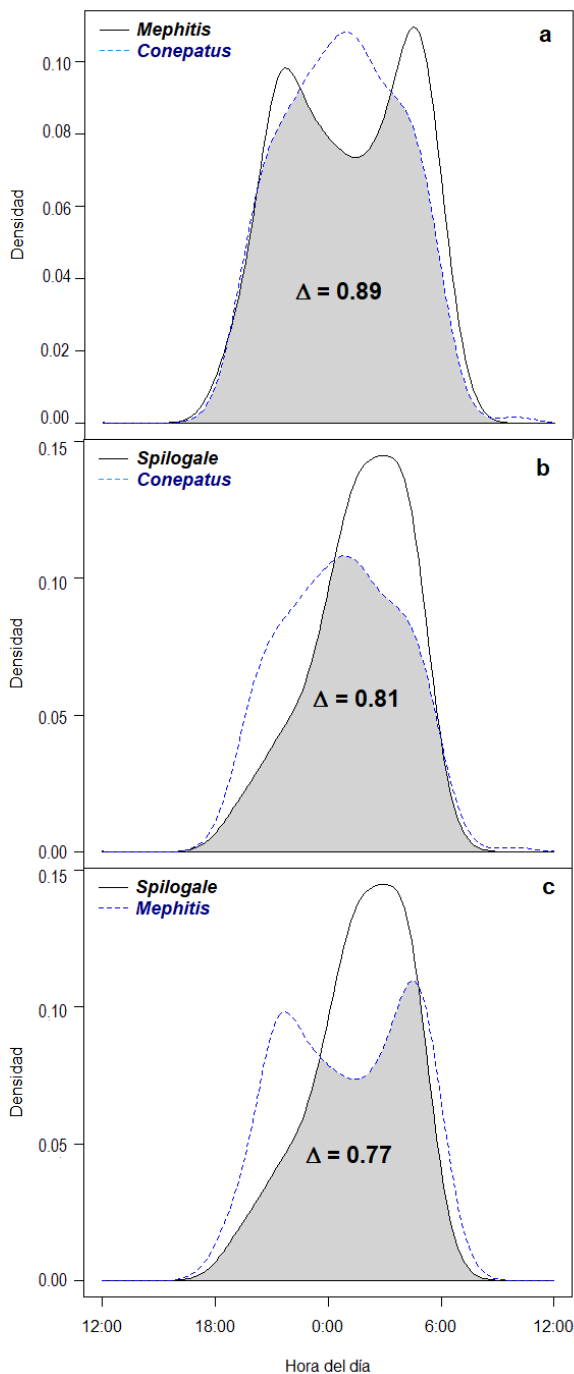 Mephitis
Conepatus
a
0.10
0.08
0.06
0.04
0.02
0.00
Densidad
Δ = 0.89
Spilogale
Conepatus
b
0.15
0.10
0.05
0.00
Densidad
Δ = 0.81
Spilogale
Mephitis
c
0.15
0.10
0.05
0.00
Densidad
Δ = 0.77
12:00 18:00 0:00 6:00 12:00
Hora del día